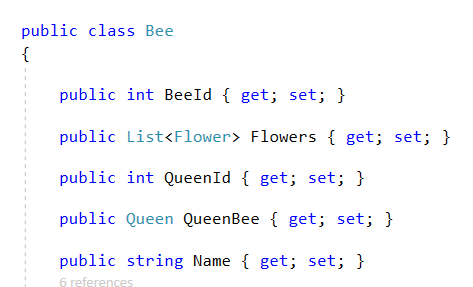 public class Bee
{
public int BeeId { get; set; }
public List<Flower> Flowers { get; set; }
public int QueenId { get; set; }
public Queen QueenBee { get; set; }
public string Name { get; set; }
6 references